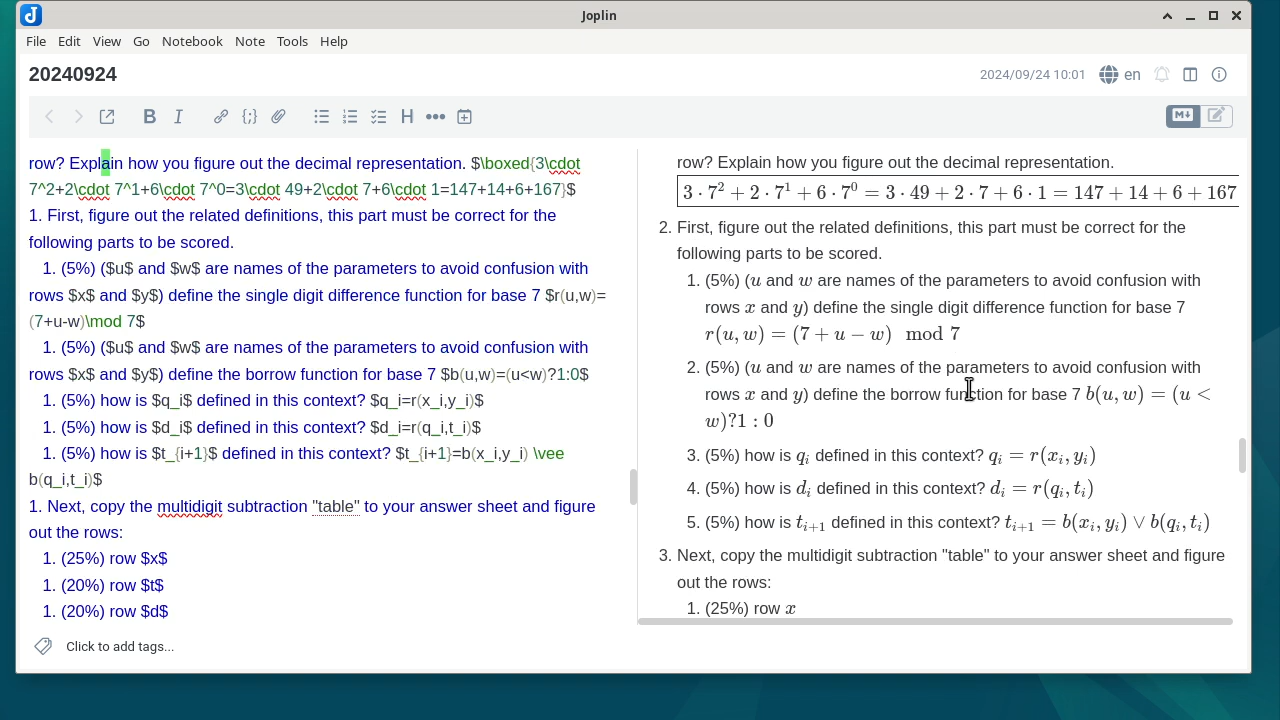 Joplin
File Edit View Go Notebook Note Tools Help
20240924
2024/09/24 10:01 en
row? Explain how you figure out the decimal representation. $\boxed{3\cdot
7^2+2\cdot 7^1+6\cdot 7^0=3\cdot 49+2\cdot 7+6\cdot 1=147+14+6+167}$
1. First, figure out the related definitions, this part must be correct for the
following parts to be scored.
1. (5%) ($u$ and $w$ are names of the parameters to avoid confusion with
rows $x$ and $y$) define the single digit difference function for base 7 $r(u,w)=
(7+u-w)\mod 7$
1. (5%) ($u$ and $w$ are names of the parameters to avoid confusion with
rows $x$ and $y$) define the borrow function for base 7 $b(u,w)=(u<w)?1:0$
1. (5%) how is $q_i$ defined in this context? $q_i=r(x_i,y_i)$
1. (5%) how is $d_i$ defined in this context? $d_i=r(q_i,t_i)$
1. (5%) how is $t_{i+1}$ defined in this context? $t_{i+1}=b(x_i,y_i) \vee
b(q_i,t_i)$
1. Next, copy the multidigit subtraction "table" to your answer sheet and figure
out the rows:
1. (25%) row $x$
1. (20%) row $t$
1. (20%) row $d$
row? Explain how you figure out the decimal representation.
3 · 7² + 2 · 7¹ + 6 · 7⁰ = 3 · 49 + 2 · 7 + 6 · 1 = 147 + 14 + 6 + 167
2. First, figure out the related definitions, this part must be correct for the
following parts to be scored.
1. (5%) (u and w are names of the parameters to avoid confusion with
rows x and y) define the single digit difference function for base 7
r(u, w) = (7 + u − w) mod 7
2. (5%) (u and w are names of the parameters to avoid confusion with
rows x and y) define the borrow function for base 7 b(u, w) = (u <
w)?1 : 0
3. (5%) how is qᵢ defined in this context? qᵢ = r(xᵢ, yᵢ)
4. (5%) how is dᵢ defined in this context? dᵢ = r(qᵢ, tᵢ)
5. (5%) how is tᵢ₊₁ defined in this context? tᵢ₊₁ = b(xᵢ, yᵢ) ∨ b(qᵢ, tᵢ)
3. Next, copy the multidigit subtraction "table" to your answer sheet and figure
out the rows:
1. (25%) row x
Click to add tags...